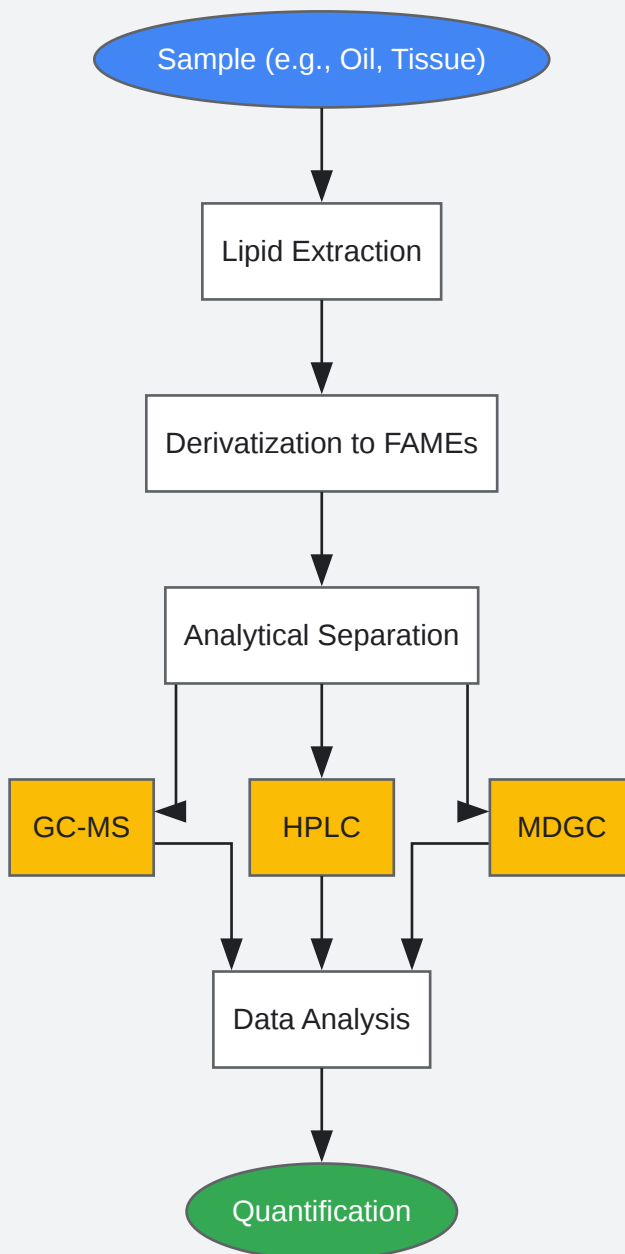 Sample (e.g., Oil, Tissue)
Lipid Extraction
Derivatization to FAMEs
Analytical Separation
GC-MS
HPLC
MDGC
Data Analysis
Quantification